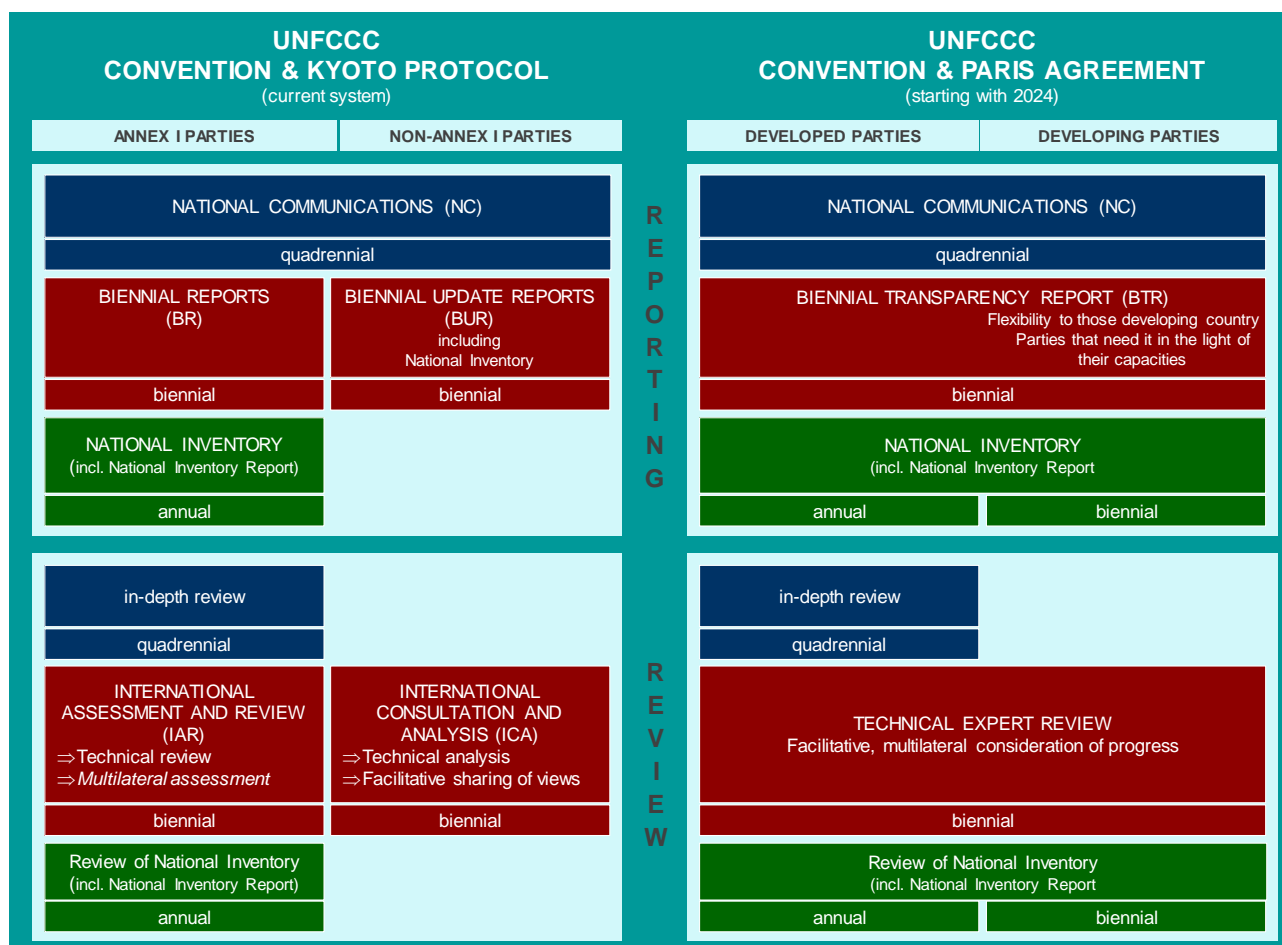 UNFCCC
CONVENTION & KYOTO PROTOCOL
(current system)
ANNEX I PARTIES
NON-ANNEX I PARTIES
NATIONAL COMMUNICATIONS (NC)
quadrennial
BIENNIAL REPORTS
(BR)
biennial
BIENNIAL UPDATE REPORTS
(BUR)
including
National Inventory
biennial
NATIONAL INVENTORY
(incl. National Inventory Report)
annual
in-depth review
quadrennial
INTERNATIONAL
ASSESSMENT AND REVIEW
(IAR)
⇒Technical review
⇒Multilateral assessment
biennial
INTERNATIONAL
CONSULTATION AND
ANALYSIS (ICA)
⇒Technical analysis
⇒Facilitative sharing of views
biennial
Review of National Inventory
(incl. National Inventory Report)
annual
R
E
P
O
R
T
I
N
G
R
E
V
I
E
W
UNFCCC
CONVENTION & PARIS AGREEMENT
(starting with 2024)
DEVELOPED PARTIES
DEVELOPING PARTIES
NATIONAL COMMUNICATIONS (NC)
quadrennial
BIENNIAL TRANSPARENCY REPORT (BTR)
Flexibility to those developing country
Parties that need it in the light of
their capacities
biennial
NATIONAL INVENTORY
(incl. National Inventory Report
annual
biennial
in-depth review
quadrennial
TECHNICAL EXPERT REVIEW
Facilitative, multilateral consideration of progress
biennial
Review of National Inventory
(incl. National Inventory Report
annual
biennial